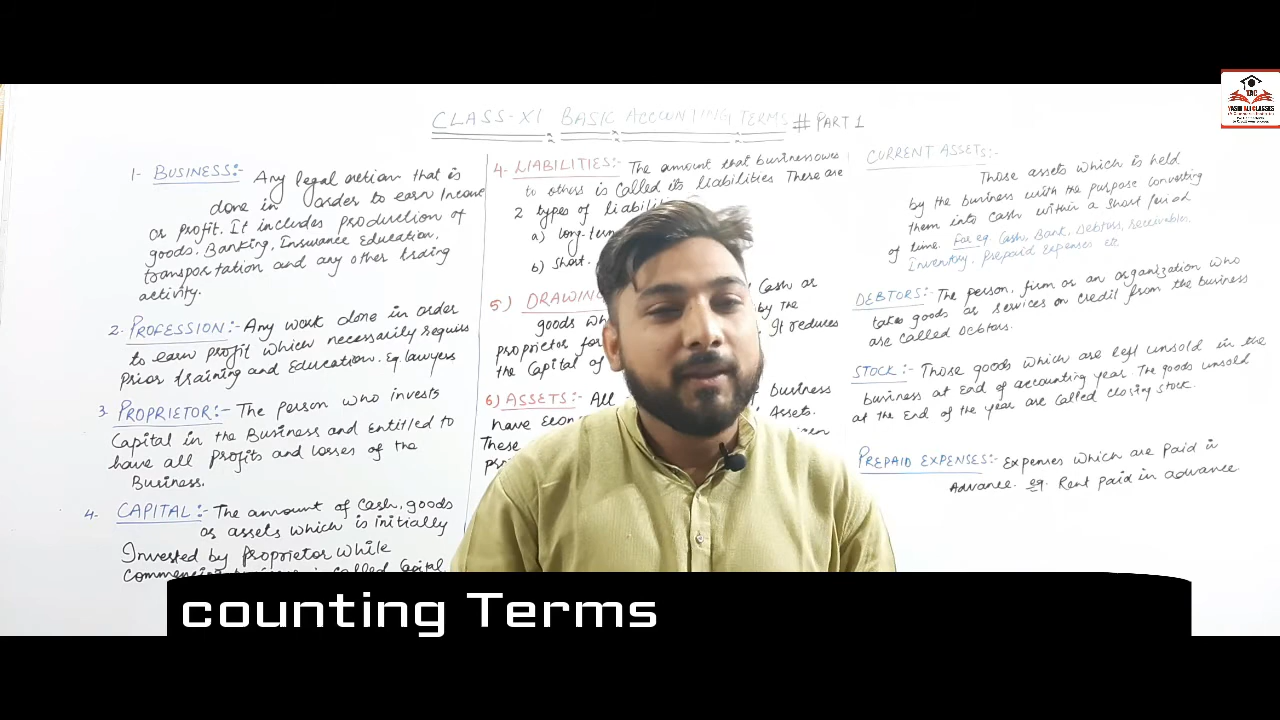 CLASS-XI BASIC ACCOUNTING TERMS # PART 1
1- BUSINESS:- Any legal action that is
done in order to earn Income
or profit. It includes production of
goods, Banking, Insurance Education,
transportation and any other trading
activity.
2. PROFESSION:- Any work done in order
to earn profit which necessarily requires
prior training and Education. Eg. lawyers
3. PROPRIETOR:- The person who invests
Capital in the Business and entitled to
have all profits and losses of the
Business.
4- CAPITAL:- The amount of Cash, goods
or assets which is initially
Invested by proprietor while
4- LIABILITIES:- The amount that business owes
to others is called its liabilities There are
2 types of
a) long-term
b) Short.
5) DRAWIN Cash or
goods by the
proprietor for It reduces
the Capital of
6) ASSETS:- All business
have Assets.
These
CURRENT ASSETS:-
Those assets which is held
by the business with the purpose converting
them into cash within a short period
of time. For eg. Cash, Bank, Debtors, receivables,
Inventory, Prepaid Expenses etc
DEBTORS:- The person, firm or an organization who
takes goods or services on credit from the business
are called Debtors.
STOCK:- Those goods which are left unsold in the
business at End of accounting year. The goods unsold
at the End of the year are called closing stock.
PREPAID EXPENSES:- Expenses which are Paid in
Advance. eg. Rent paid in advance.
TAC
YASIN ALI CLASSES
counting Terms